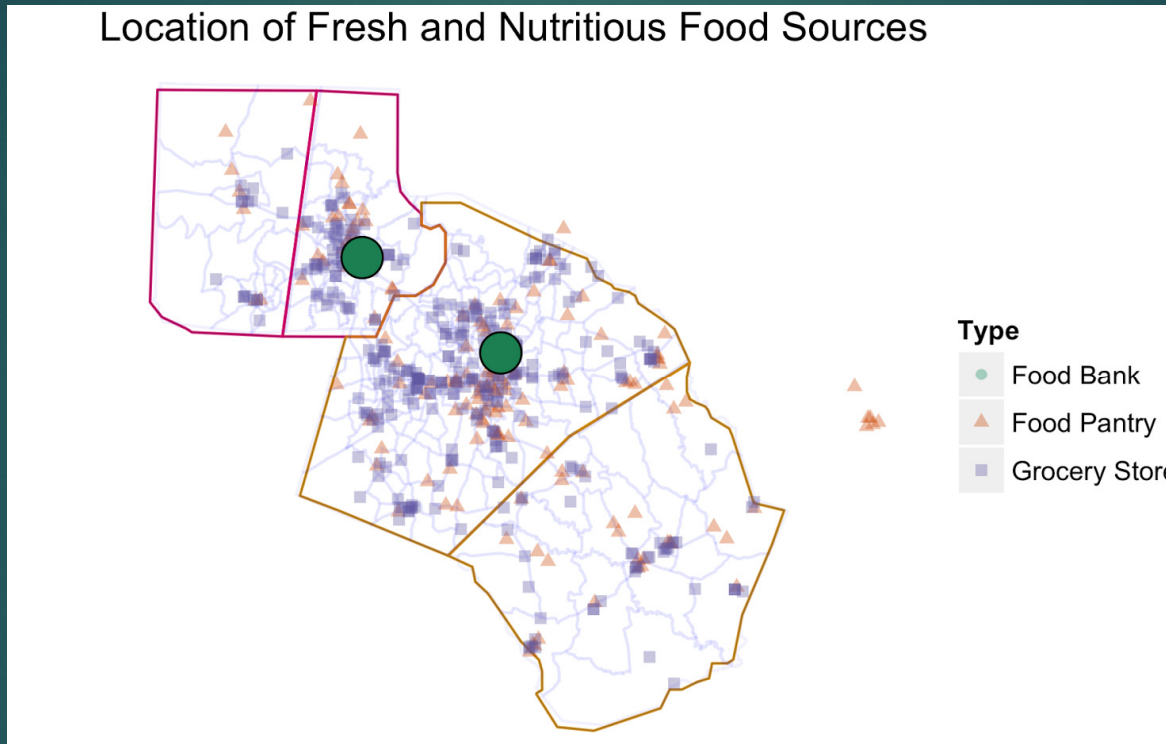 Location of Fresh and Nutritious Food Sources
Type
Food Bank
Food Pantry
Grocery Store